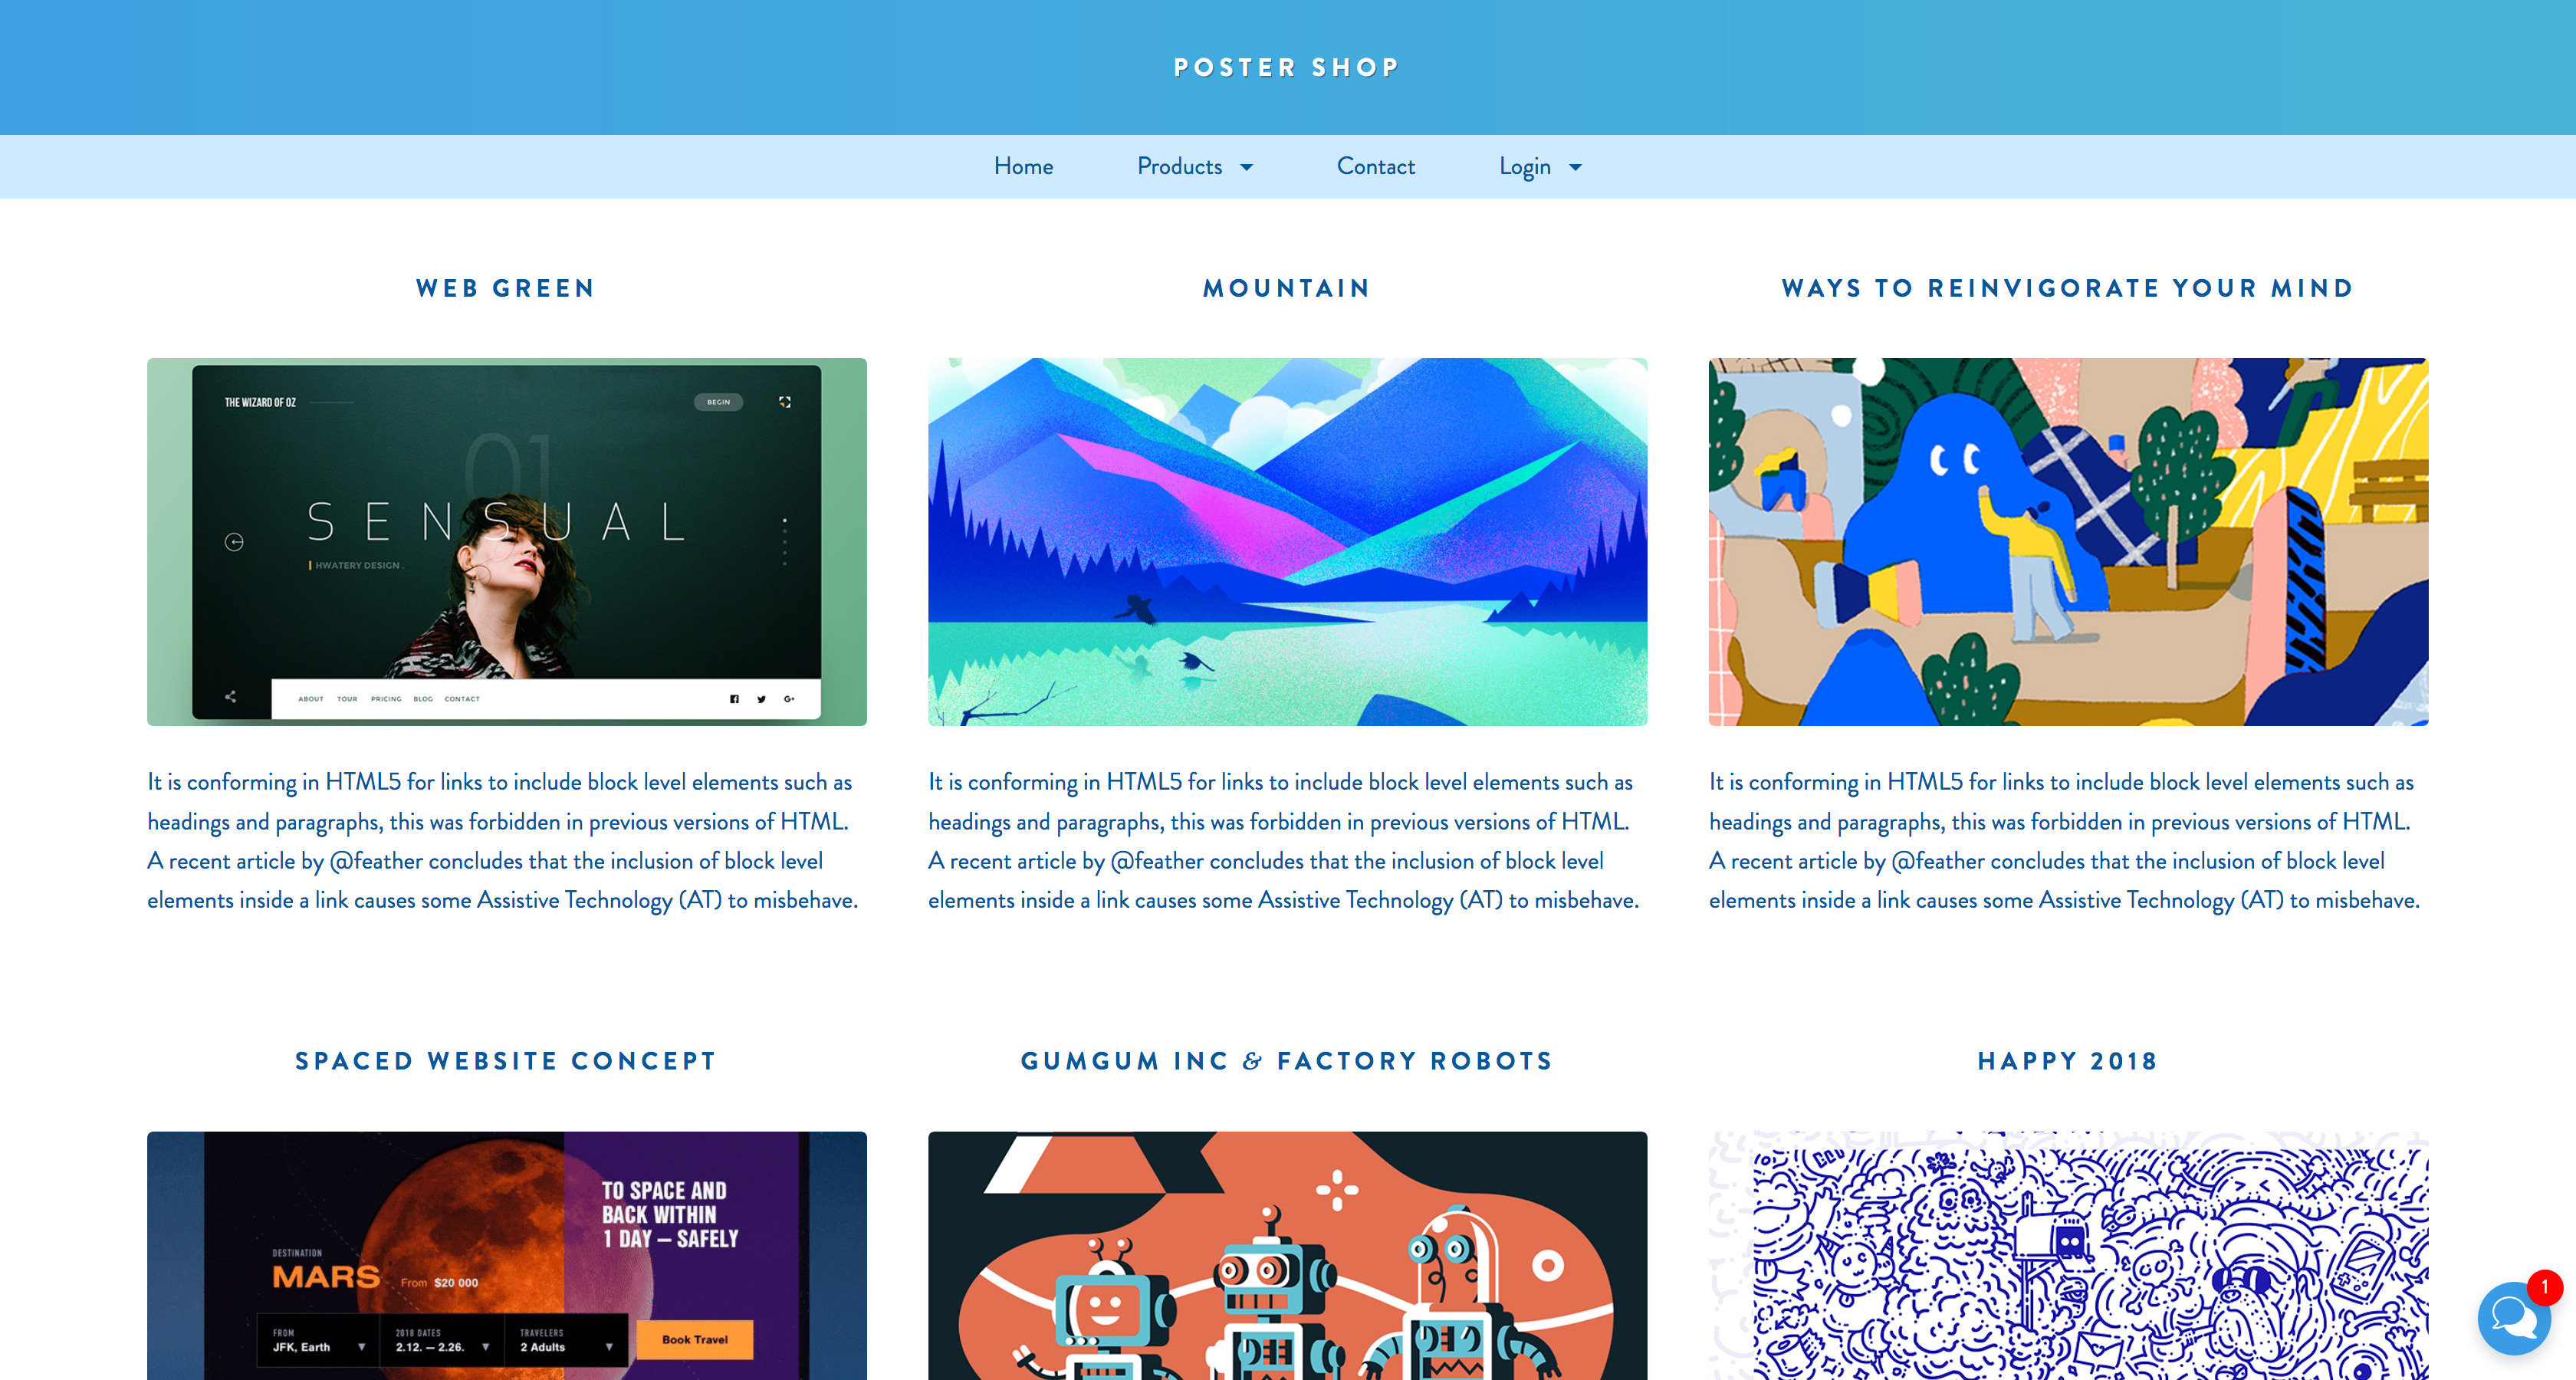 POSTER SHOP
Home Products Contact Login
WEB GREEN
THE WIZARD OF OZ
BEGIN
01
SENSUAL
HWATERY DESIGN .
ABOUT TOUR PRICING BLOG CONTACT
G+
It is conforming in HTML5 for links to include block level elements such as
headings and paragraphs, this was forbidden in previous versions of HTML.
A recent article by @feather concludes that the inclusion of block level
elements inside a link causes some Assistive Technology (AT) to misbehave.
MOUNTAIN
It is conforming in HTML5 for links to include block level elements such as
headings and paragraphs, this was forbidden in previous versions of HTML.
A recent article by @feather concludes that the inclusion of block level
elements inside a link causes some Assistive Technology (AT) to misbehave.
WAYS TO REINVIGORATE YOUR MIND
It is conforming in HTML5 for links to include block level elements such as
headings and paragraphs, this was forbidden in previous versions of HTML.
A recent article by @feather concludes that the inclusion of block level
elements inside a link causes some Assistive Technology (AT) to misbehave.
SPACED WEBSITE CONCEPT
TO SPACE AND
BACK WITHIN
1 DAY — SAFELY
DESTINATION
MARS From $20 000
FROM
JFK, Earth
2018 DATES
2.12. — 2.26.
TRAVELERS
2 Adults
Book Travel
GUMGUM INC & FACTORY ROBOTS
HAPPY 2018
1